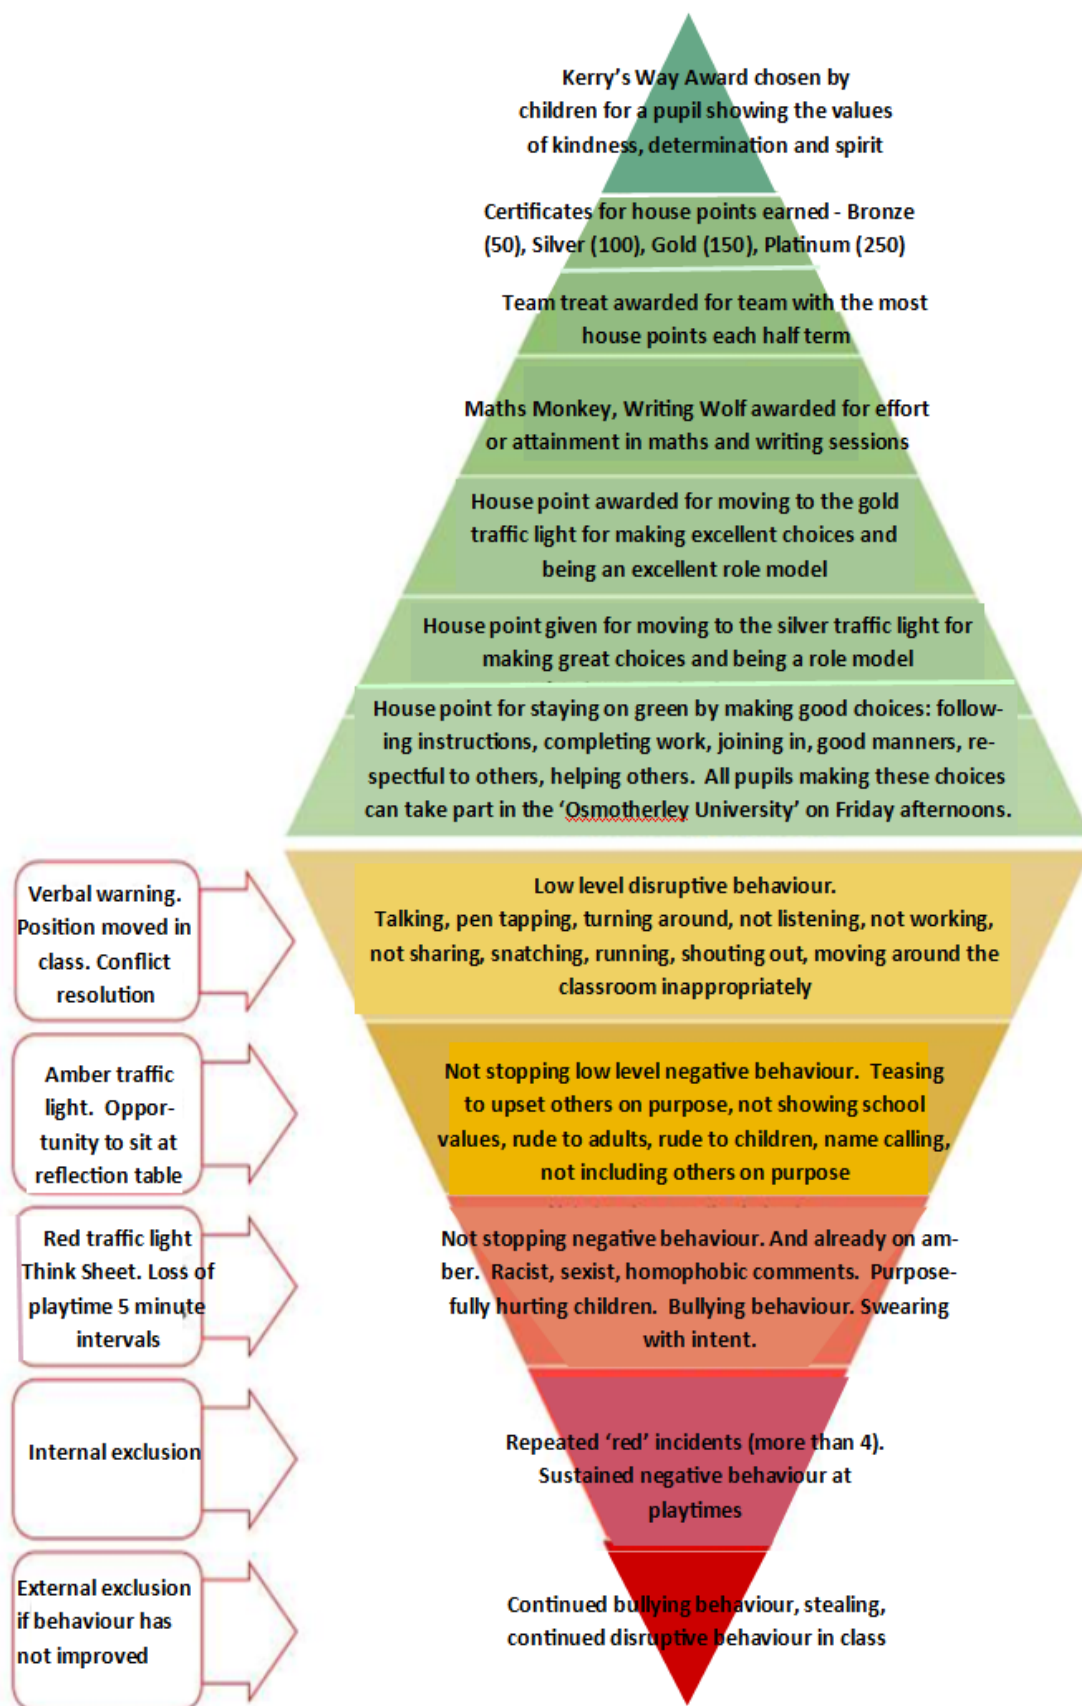 Kerry's Way Award chosen by
children for a pupil showing the values
of kindness, determination and spirit
Certificates for house points earned - Bronze
(50), Silver (100), Gold (150), Platinum (250)
Team treat awarded for team with the most
house points each half term
Maths Monkey, Writing Wolf awarded for effort
or attainment in maths and writing sessions
House point awarded for moving to the gold
traffic light for making excellent choices and
being an excellent role model
House point given for moving to the silver traffic light for
making great choices and being a role model
House point for staying on green by making good choices: follow-
ing instructions, completing work, joining in, good manners, re-
spectful to others, helping others.  All pupils making these choices
can take part in the ‘Osmotherley University’ on Friday afternoons.
Verbal warning.
Position moved in
class. Conflict
resolution
Low level disruptive behaviour.
Talking, pen tapping, turning around, not listening, not working,
not sharing, snatching, running, shouting out, moving around the
classroom inappropriately
Amber traffic
light.  Oppor-
tunity to sit at
reflection table
Not stopping low level negative behaviour.  Teasing
to upset others on purpose, not showing school
values, rude to adults, rude to children, name calling,
not including others on purpose
Red traffic light
Think Sheet. Loss of
playtime 5 minute
intervals
Not stopping negative behaviour. And already on am-
ber.  Racist, sexist, homophobic comments.  Purpose-
fully hurting children.  Bullying behaviour. Swearing
with intent.
Internal exclusion
Repeated ‘red’ incidents (more than 4).
Sustained negative behaviour at
playtimes
External exclusion
if behaviour has
not improved
Continued bullying behaviour, stealing,
continued disruptive behaviour in class